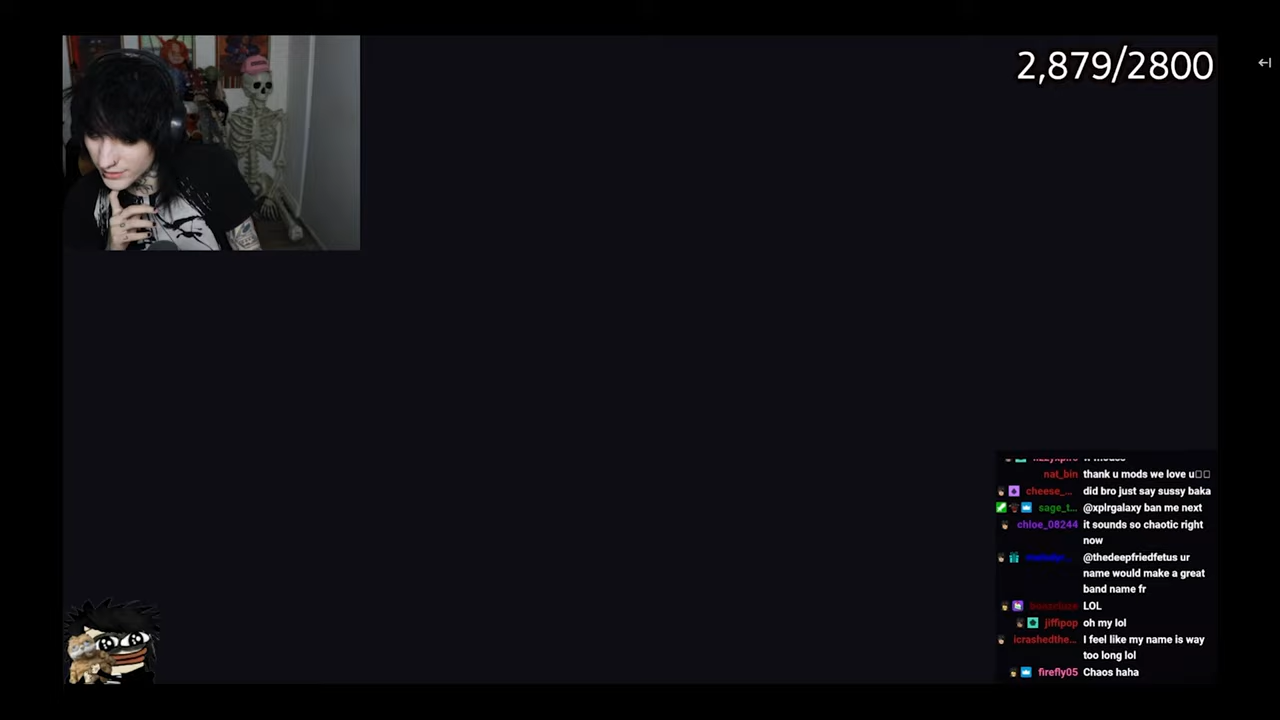 2,879/2800
nat_bin thank u mods we love u
cheese_... did bro just say sussy baka
sage_t... @xplrgalaxy ban me next
chloe_08244 it sounds so chaotic right
now
@thedeepfriedfetus ur
name would make a great
band name fr
LOL
jiffipop oh my lol
icrashedthe... I feel like my name is way
too long lol
firefly05 Chaos haha